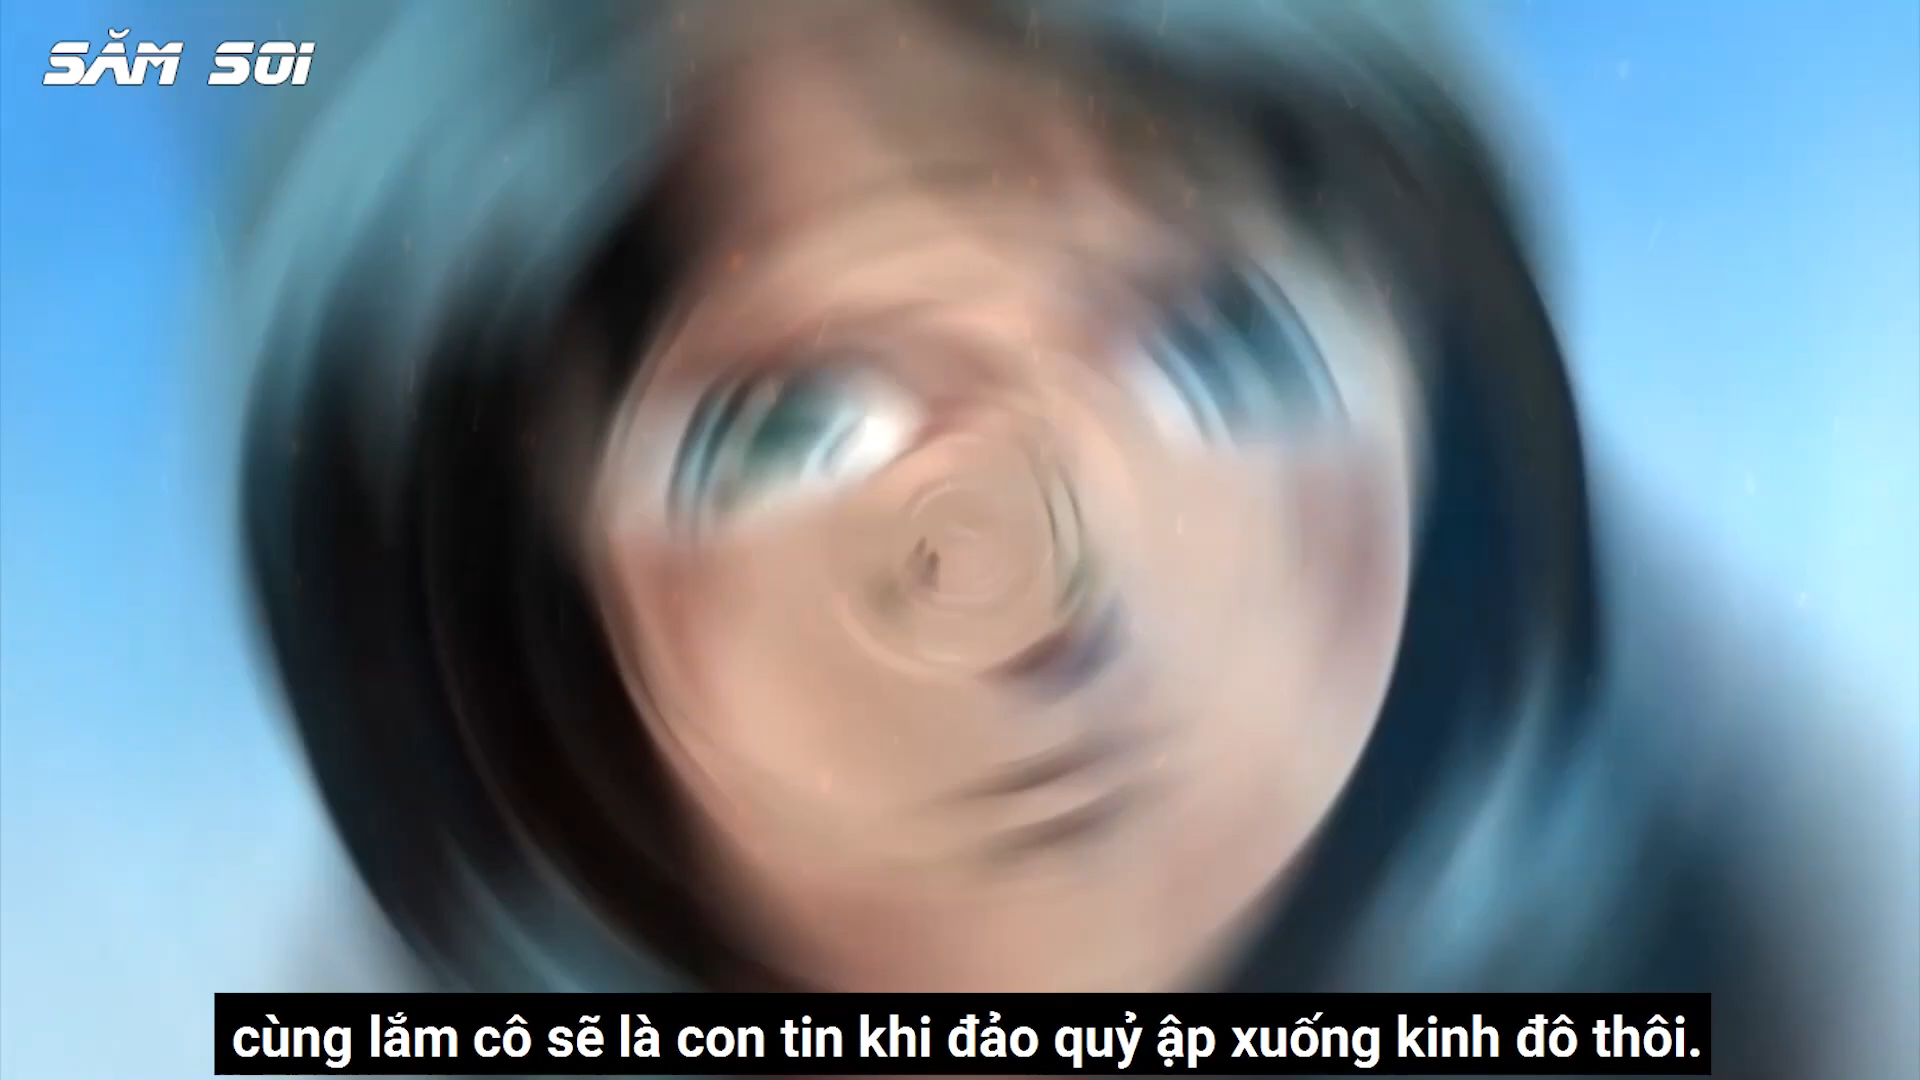 SĂM SOI
cùng lắm cô sẽ là con tin khi đảo quỷ ập xuống kinh đô thôi.